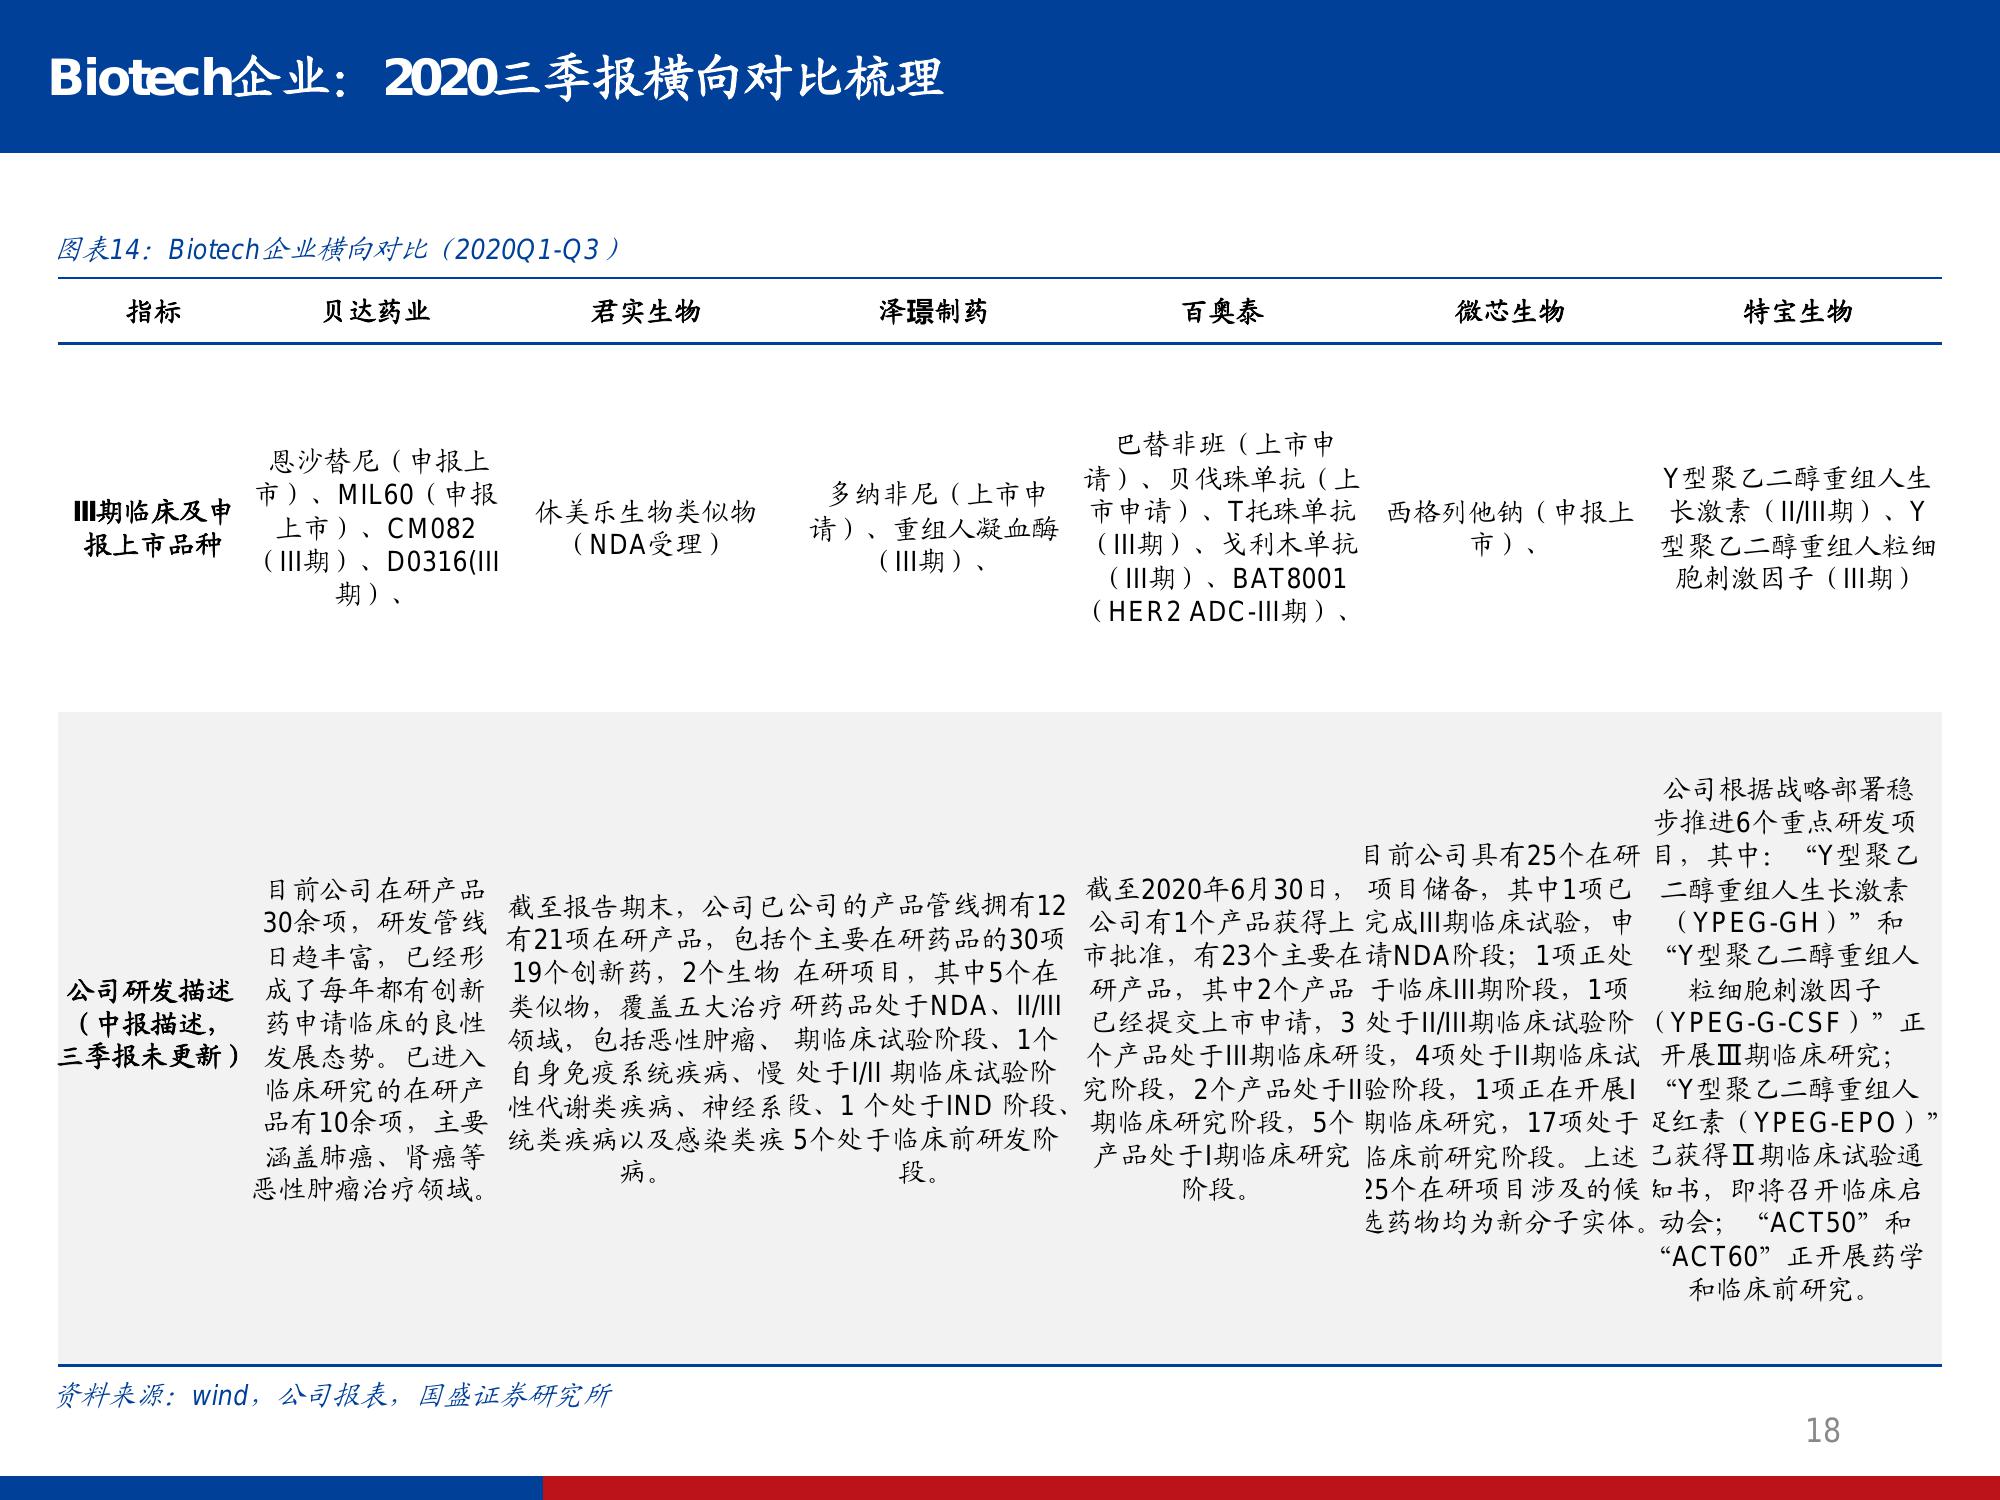 Biotech企业：2020三季报横向对比梳理
图表14：Biotech企业横向对比（2020Q1-Q3）
指标
贝达药业
君实生物
泽璟制药
百奥泰
微芯生物
特宝生物
III期临床及申
报上市品种
恩沙替尼（申报上
市）、MIL60（申报
上市）、CM082
（III期）、D0316(III
期）、
休美乐生物类似物
（NDA受理）
多纳非尼（上市申
请）、重组人凝血酶
（III期）、
巴替非班（上市申
请）、贝伐珠单抗（上
市申请）、T托珠单抗
（III期）、戈利木单抗
（III期）、BAT8001
（HER2 ADC-III期）、
西格列他钠（申报上
市）、
Y型聚乙二醇重组人生
长激素（II/III期）、Y
型聚乙二醇重组人粒细
胞刺激因子（III期）
公司研发描述
（中报描述，
三季报未更新）
目前公司在研产品
30余项，研发管线
日趋丰富，已经形
成了每年都有创新
药申请临床的良性
发展态势。已进入
临床研究的在研产
品有10余项，主要
涵盖肺癌、肾癌等
恶性肿瘤治疗领域。
截至报告期末，公司已
有21项在研产品，包括
19个创新药，2个生物
类似物，覆盖五大治疗
领域，包括恶性肿瘤、
自身免疫系统疾病、慢
性代谢类疾病、神经系
统类疾病以及感染类疾
病。
公司的产品管线拥有12
个主要在研药品的30项
在研项目，其中5个在
研药品处于NDA、II/III
期临床试验阶段、1个
处于I/II 期临床试验阶
段、1 个处于IND 阶段、
5个处于临床前研发阶
段。
截至2020年6月30日，
公司有1个产品获得上
市批准，有23个主要在
研产品，其中2个产品
已经提交上市申请，3
个产品处于III期临床研
究阶段，2个产品处于II
期临床研究阶段，5个
产品处于I期临床研究
阶段。
目前公司具有25个在研
项目储备，其中1项已
完成III期临床试验，申
请NDA阶段；1项正处
于临床III期阶段，1项
处于II/III期临床试验阶
段，4项处于II期临床试
验阶段，1项正在开展I
期临床研究，17项处于
临床前研究阶段。上述
25个在研项目涉及的候
选药物均为新分子实体。
公司根据战略部署稳
步推进6个重点研发项
目，其中：“Y型聚乙
二醇重组人生长激素
（YPEG-GH）”和
“Y型聚乙二醇重组人
粒细胞刺激因子
（YPEG-G-CSF）”正
开展Ⅲ期临床研究；
“Y型聚乙二醇重组人
促红素（YPEG-EPO）”
已获得Ⅱ期临床试验通
知书，即将召开临床启
动会；“ACT50”和
“ACT60”正开展药学
和临床前研究。
资料来源：wind，公司报表，国盛证券研究所
18